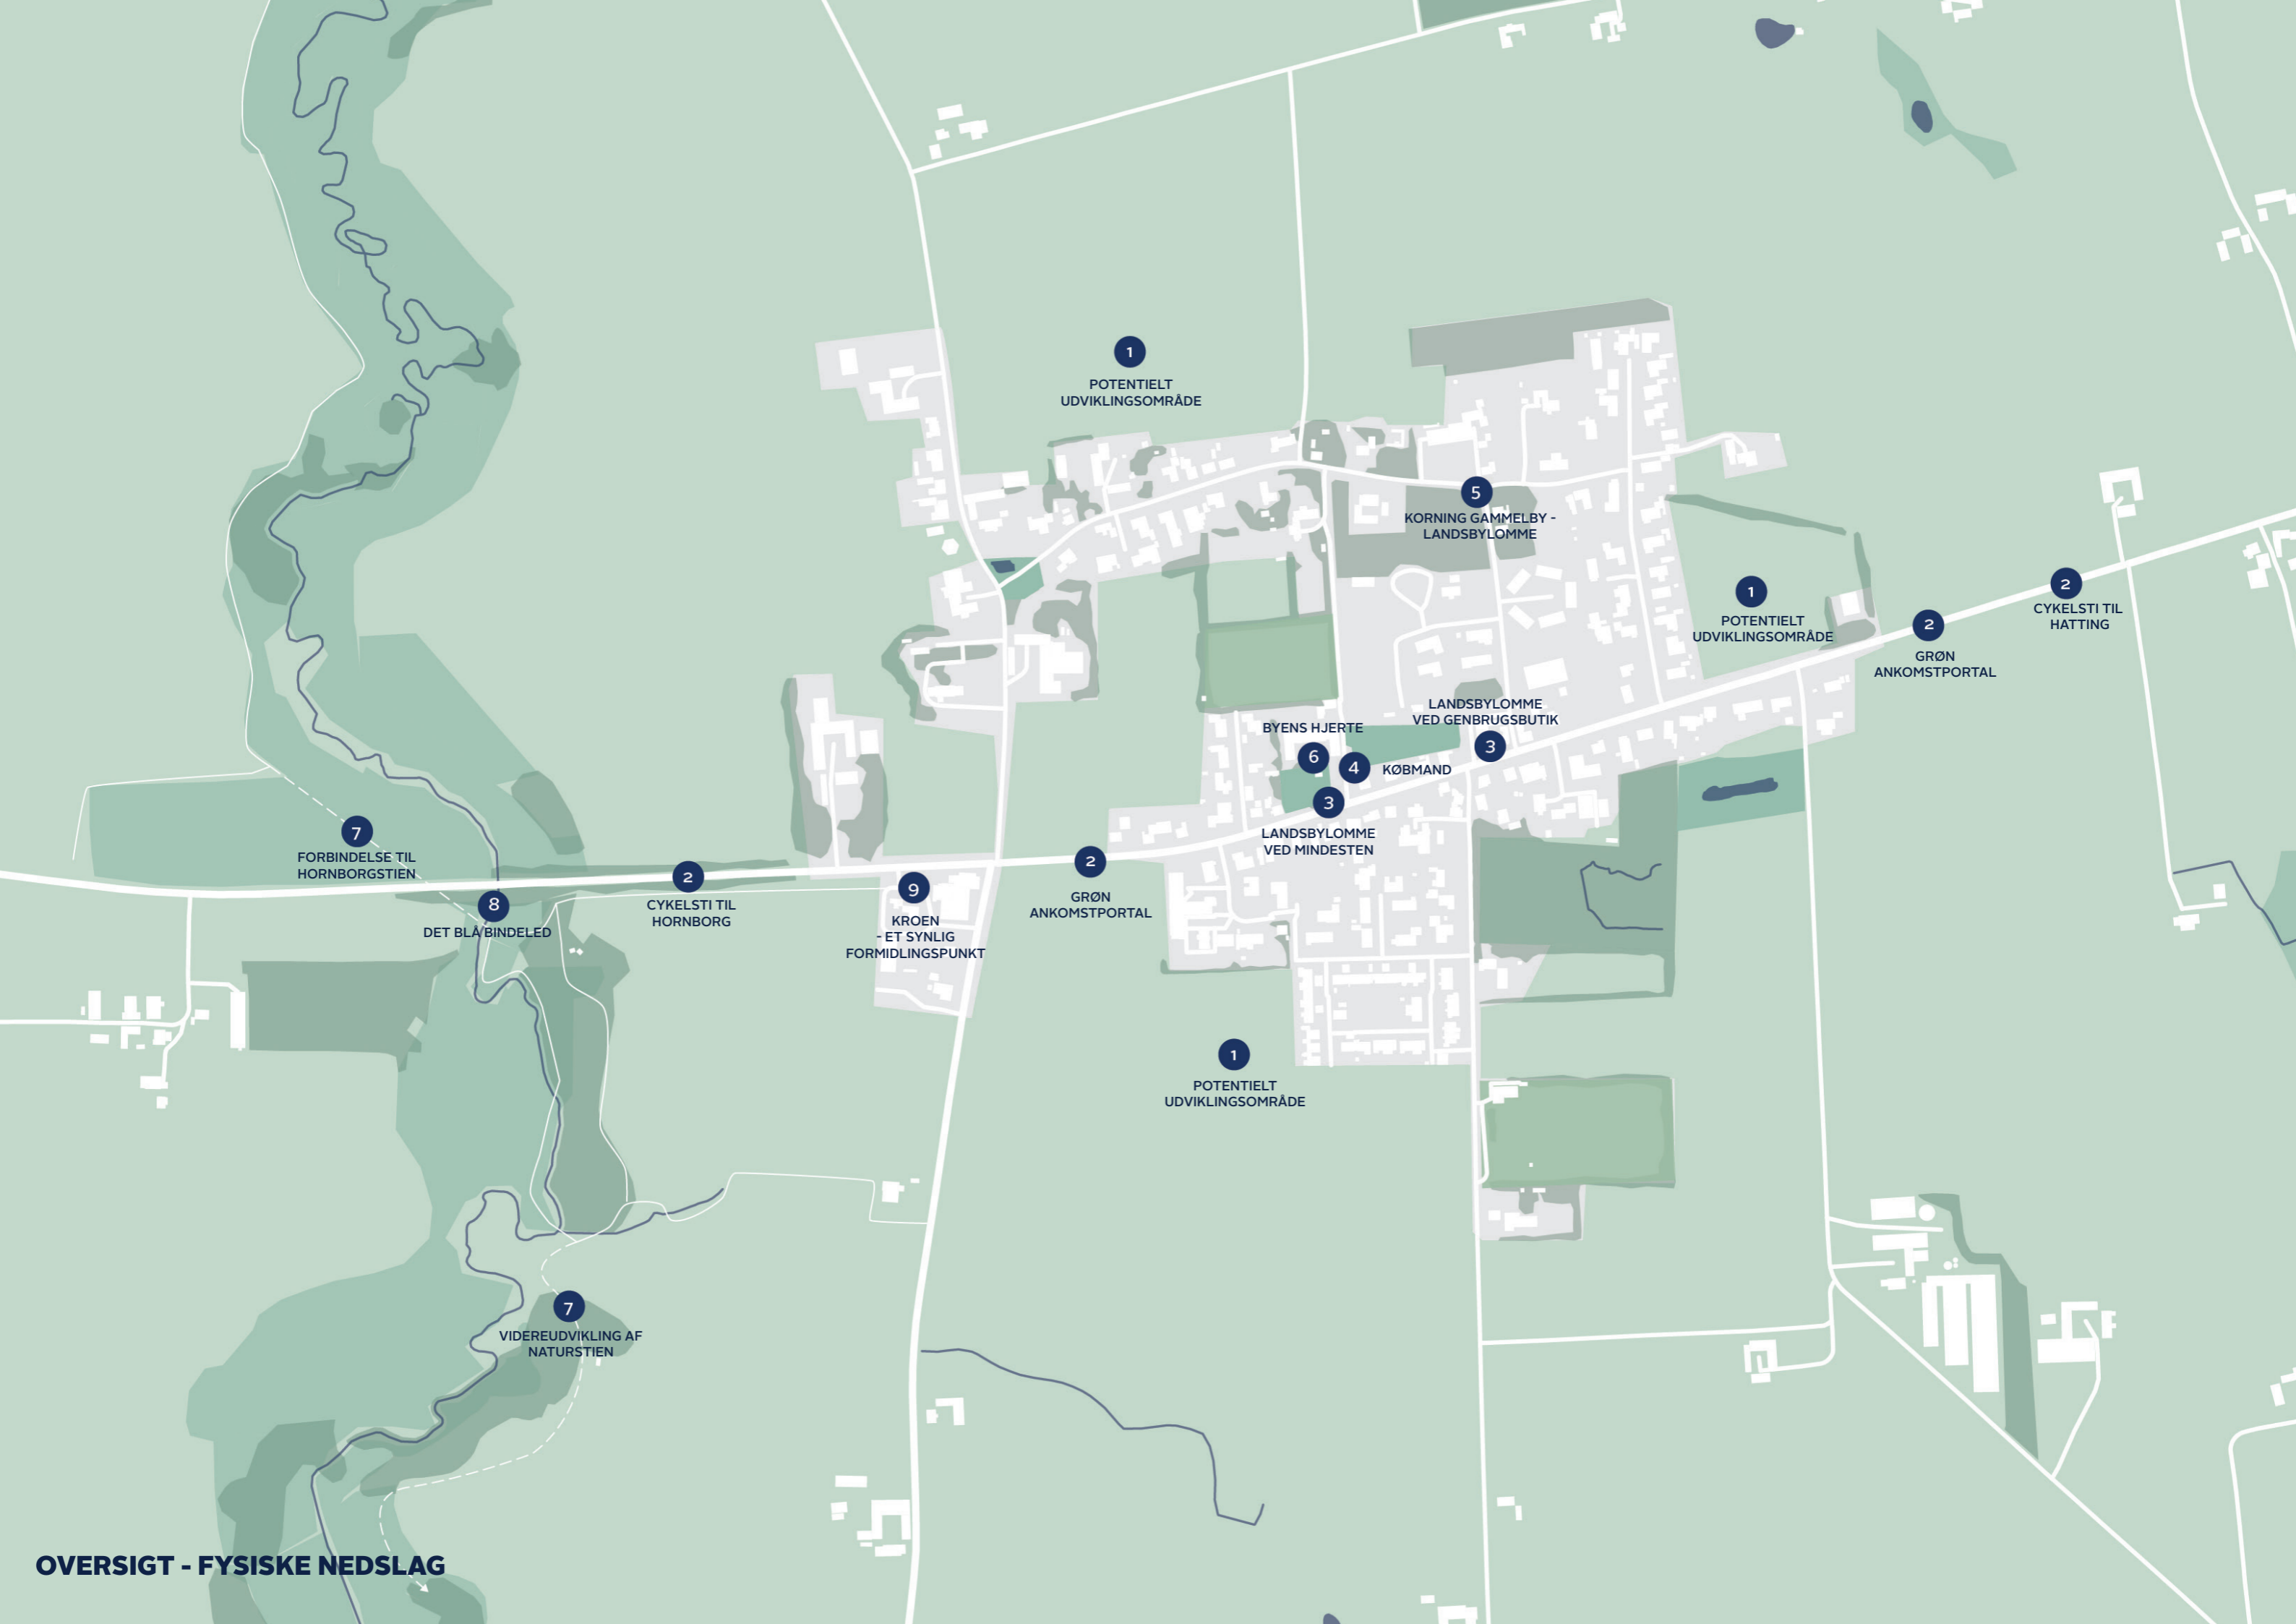 1
POTENTIELT
UDVIKLINGSOMRÅDE
5
KORNING GAMMELBY -
LANDSBYLOMME
1
POTENTIELT
UDVIKLINGSOMRÅDE
2
CYKELSTI TIL
HATTING
2
GRØN
ANKOMSTPORTAL
LANDSBYLOMME
VED GENBRUGSBUTIK
3
BYENS HJERTE
6
4
KØBMAND
3
LANDSBYLOMME
VED MINDESTEN
7
FORBINDELSE TIL
HORNBORGSTIEN
8
DET BLÅ BINDELED
2
CYKELSTI TIL
HORNBORG
9
KROEN
- ET SYNLIG
FORMIDLINGSPUNKT
2
GRØN
ANKOMSTPORTAL
1
POTENTIELT
UDVIKLINGSOMRÅDE
7
VIDEREUDVIKLING AF
NATURSTIEN
OVERSIGT - FYSISKE NEDSLAG